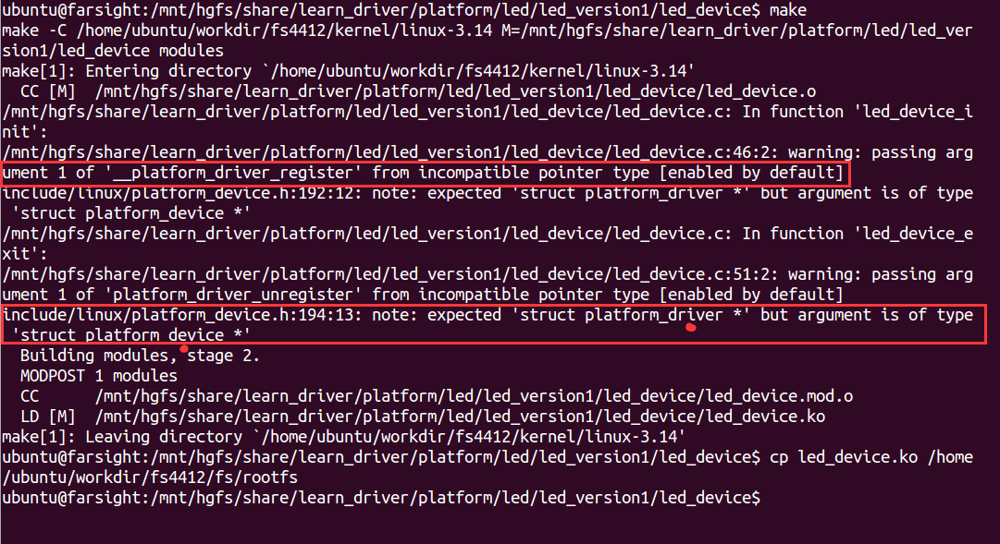 ubuntu@farsight:/mnt/hgfs/share/learn_driver/platform/led/led_version1/led_device$ make
make -C /home/ubuntu/workdir/fs4412/kernel/linux-3.14 M=/mnt/hgfs/share/learn_driver/platform/led/led_ver
sion1/led_device modules
make[1]: Entering directory `/home/ubuntu/workdir/fs4412/kernel/linux-3.14'
  CC [M]  /mnt/hgfs/share/learn_driver/platform/led/led_version1/led_device/led_device.o
/mnt/hgfs/share/learn_driver/platform/led/led_version1/led_device/led_device.c: In function 'led_device_i
nit':
/mnt/hgfs/share/learn_driver/platform/led/led_version1/led_device/led_device.c:46:2: warning: passing arg
ument 1 of '__platform_driver_register' from incompatible pointer type [enabled by default]
include/linux/platform_device.h:192:12: note: expected 'struct platform_driver *' but argument is of type
 'struct platform_device *'
/mnt/hgfs/share/learn_driver/platform/led/led_version1/led_device/led_device.c: In function 'led_device_e
xit':
/mnt/hgfs/share/learn_driver/platform/led/led_version1/led_device/led_device.c:51:2: warning: passing arg
ument 1 of 'platform_driver_unregister' from incompatible pointer type [enabled by default]
include/linux/platform_device.h:194:13: note: expected 'struct platform_driver *' but argument is of type
 'struct platform_device *'
  Building modules, stage 2.
  MODPOST 1 modules
  CC      /mnt/hgfs/share/learn_driver/platform/led/led_version1/led_device/led_device.mod.o
  LD [M]  /mnt/hgfs/share/learn_driver/platform/led/led_version1/led_device/led_device.ko
make[1]: Leaving directory `/home/ubuntu/workdir/fs4412/kernel/linux-3.14'
ubuntu@farsight:/mnt/hgfs/share/learn_driver/platform/led/led_version1/led_device$ cp led_device.ko /home
/ubuntu/workdir/fs4412/fs/rootfs
ubuntu@farsight:/mnt/hgfs/share/learn_driver/platform/led/led_version1/led_device$